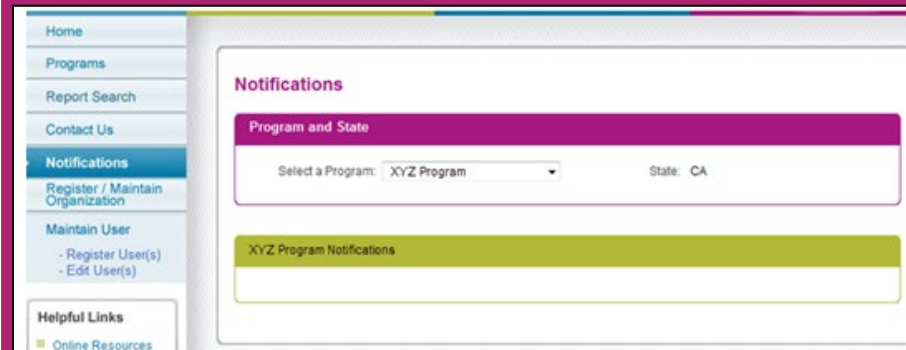 Home
Programs
Report Search
Contact Us
Notifications
Register / Maintain
Organization
Maintain User
- Register User(s)
- Edit User(s)
Helpful Links
Online Resources
Notifications
Program and State
Select a Program: XYZ Program State: CA
XYZ Program Notifications